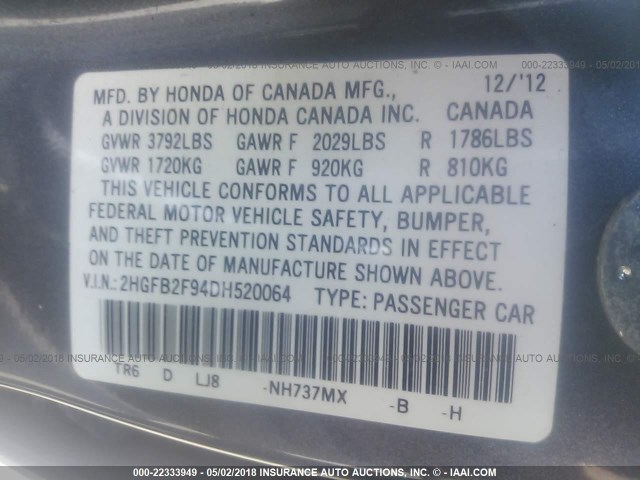 MFD. BY HONDA OF CANADA MFG., 12/'12
A DIVISION OF HONDA CANADA INC. CANADA
GVWR 3792LBS GAWR F 2029LBS R 1786LBS
GVWR 1720KG GAWR F 920KG R 810KG
THIS VEHICLE CONFORMS TO ALL APPLICABLE
FEDERAL MOTOR VEHICLE SAFETY, BUMPER,
AND THEFT PREVENTION STANDARDS IN EFFECT
ON THE DATE OF MANUFACTURE SHOWN ABOVE.
V.I.N.: 2HGFB2F94DH520064 TYPE: PASSENGER CAR
TR6 D LJ8 -NH737MX -B -H
000-22333949 - 05/02/2018 - INSURANCE AUTO AUCTIONS, INC. - IAAI.COM